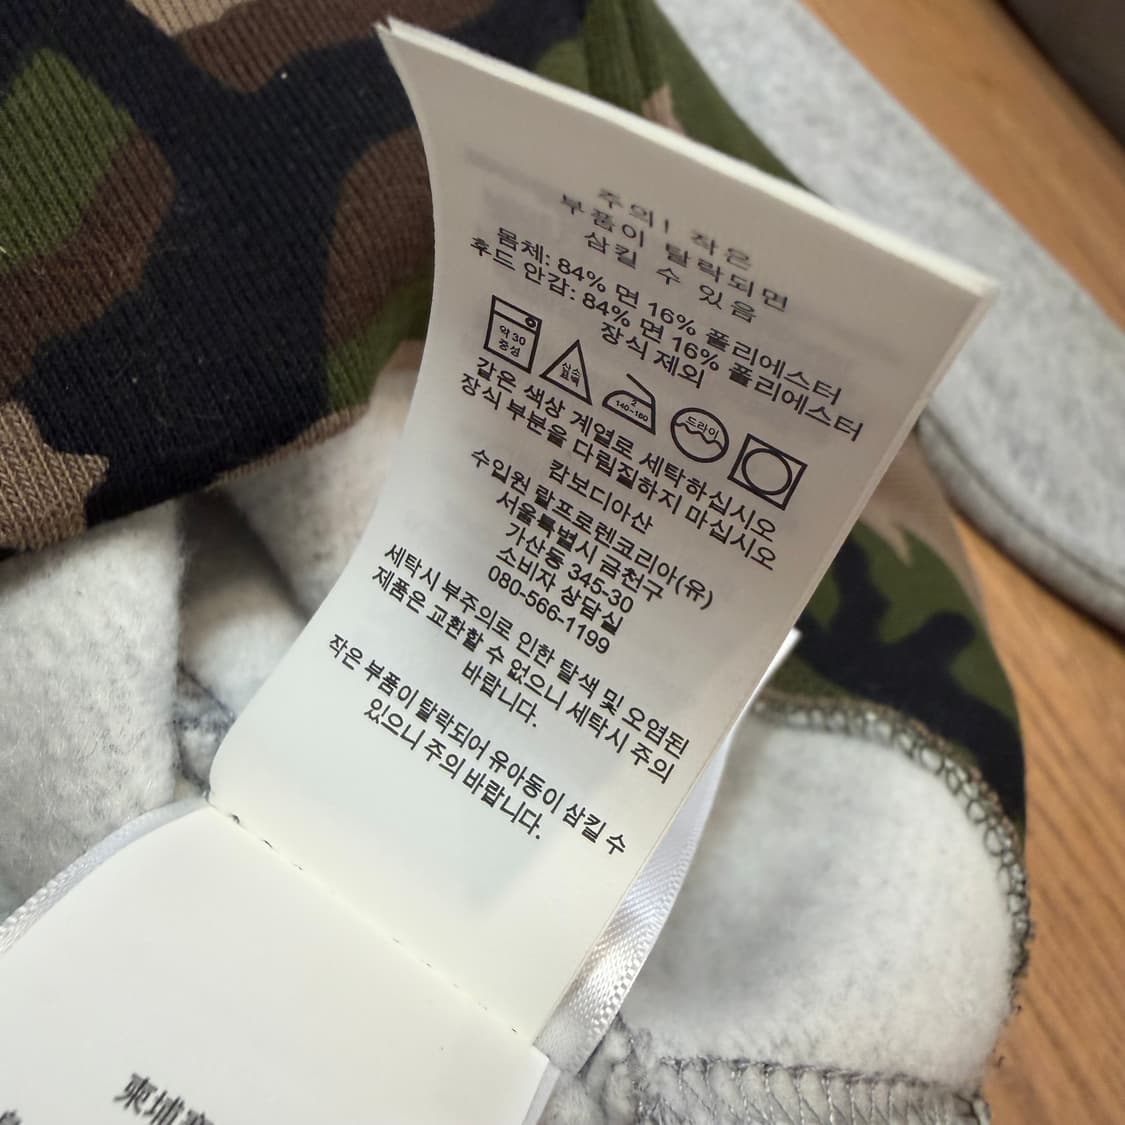 주의! 작은
부품이 탈락되면
삼킬 수 있음
몸체: 84% 면 16% 폴리에스터
후드 안감: 84% 면 16% 폴리에스터
장식 제외
약 30
중성
산소
표백
2
140~160
드라이
같은 색상 계열로 세탁하십시오
장식 부분을 다림질하지 마십시오
캄보디아산
수입원 랄프로렌코리아(유)
서울특별시 금천구
가산동 345-30
소비자 상담실
080-566-1199
세탁시 부주의로 인한 탈색 및 오염된
제품은 교환할 수 없으니 세탁시 주의
바랍니다.
작은 부품이 탈락되어 유아동이 삼킬 수
있으니 주의 바랍니다.
柬埔寨